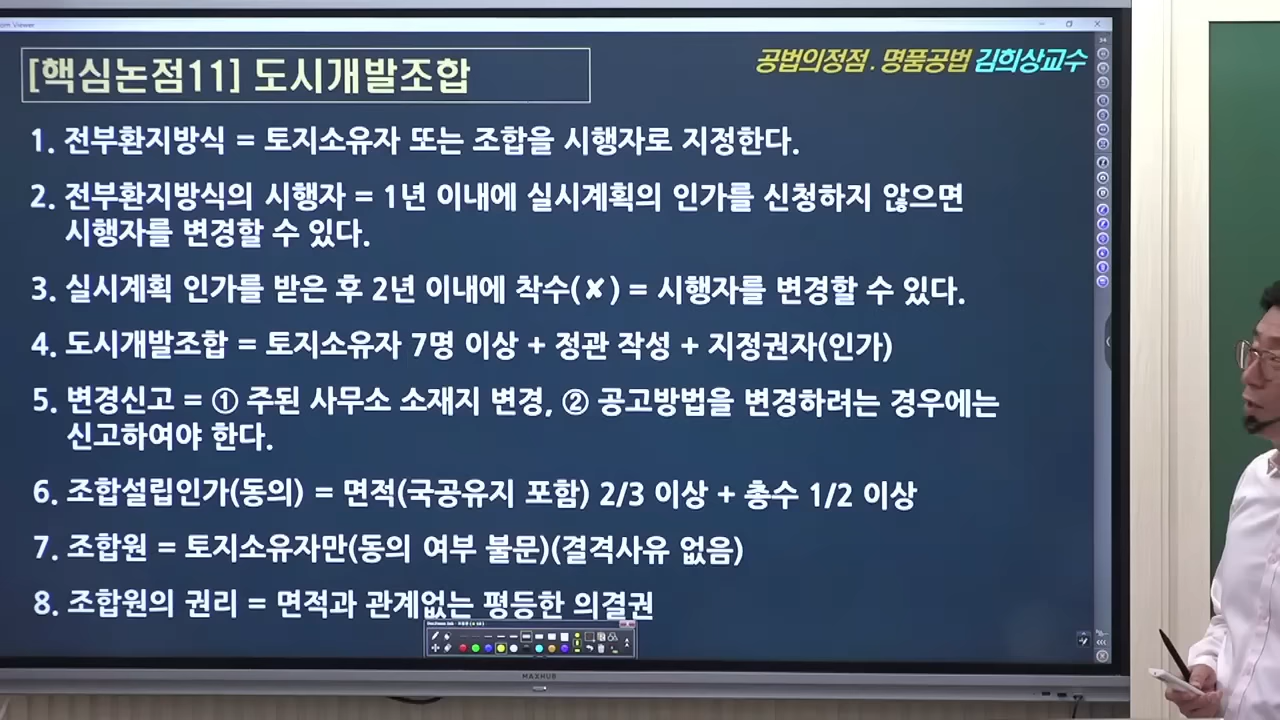 [핵심논점11] 도시개발조합
공법의정점 . 명품공법 김희상교수
1. 전부환지방식 = 토지소유자 또는 조합을 시행자로 지정한다.
2. 전부환지방식의 시행자 = 1년 이내에 실시계획의 인가를 신청하지 않으면
시행자를 변경할 수 있다.
3. 실시계획 인가를 받은 후 2년 이내에 착수(✘) = 시행자를 변경할 수 있다.
4. 도시개발조합 = 토지소유자 7명 이상 + 정관 작성 + 지정권자(인가)
5. 변경신고 = ① 주된 사무소 소재지 변경, ② 공고방법을 변경하려는 경우에는
신고하여야 한다.
6. 조합설립인가(동의) = 면적(국공유지 포함) 2/3 이상 + 총수 1/2 이상
7. 조합원 = 토지소유자만(동의 여부 불문)(결격사유 없음)
8. 조합원의 권리 = 면적과 관계없는 평등한 의결권
MAXHUB